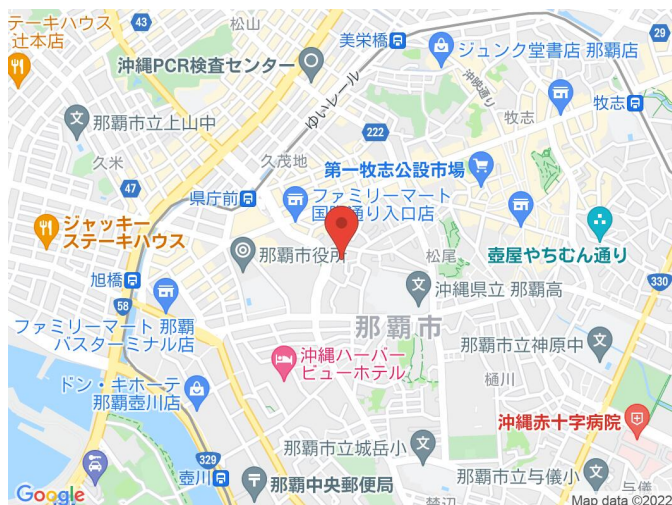 テーキハウス
辻本店
43
松山
美栄橋
ジュンク堂書店 那覇店
29
沖縄PCR検査センター
沖映通り
ゆいレール
牧志
牧志
那覇市立上山中
222
久米
久茂地
第一牧志公設市場
47
県庁前
ファミリーマート
国際通り入口店
ジャッキー
ステーキハウス
那覇市役所
松尾
壺屋やちむん通り
旭橋
沖縄県立 那覇高
330
58
那覇市
ファミリーマート 那覇
バスターミナル店
沖縄ハーバー
ビューホテル
那覇市立神原中
樋川
ドン・キホーテ
那覇壺川店
沖縄赤十字病院
那覇市立城岳小
329
壺川
那覇中央郵便局
那覇市立与儀小
与儀
Google
Map data ©2022